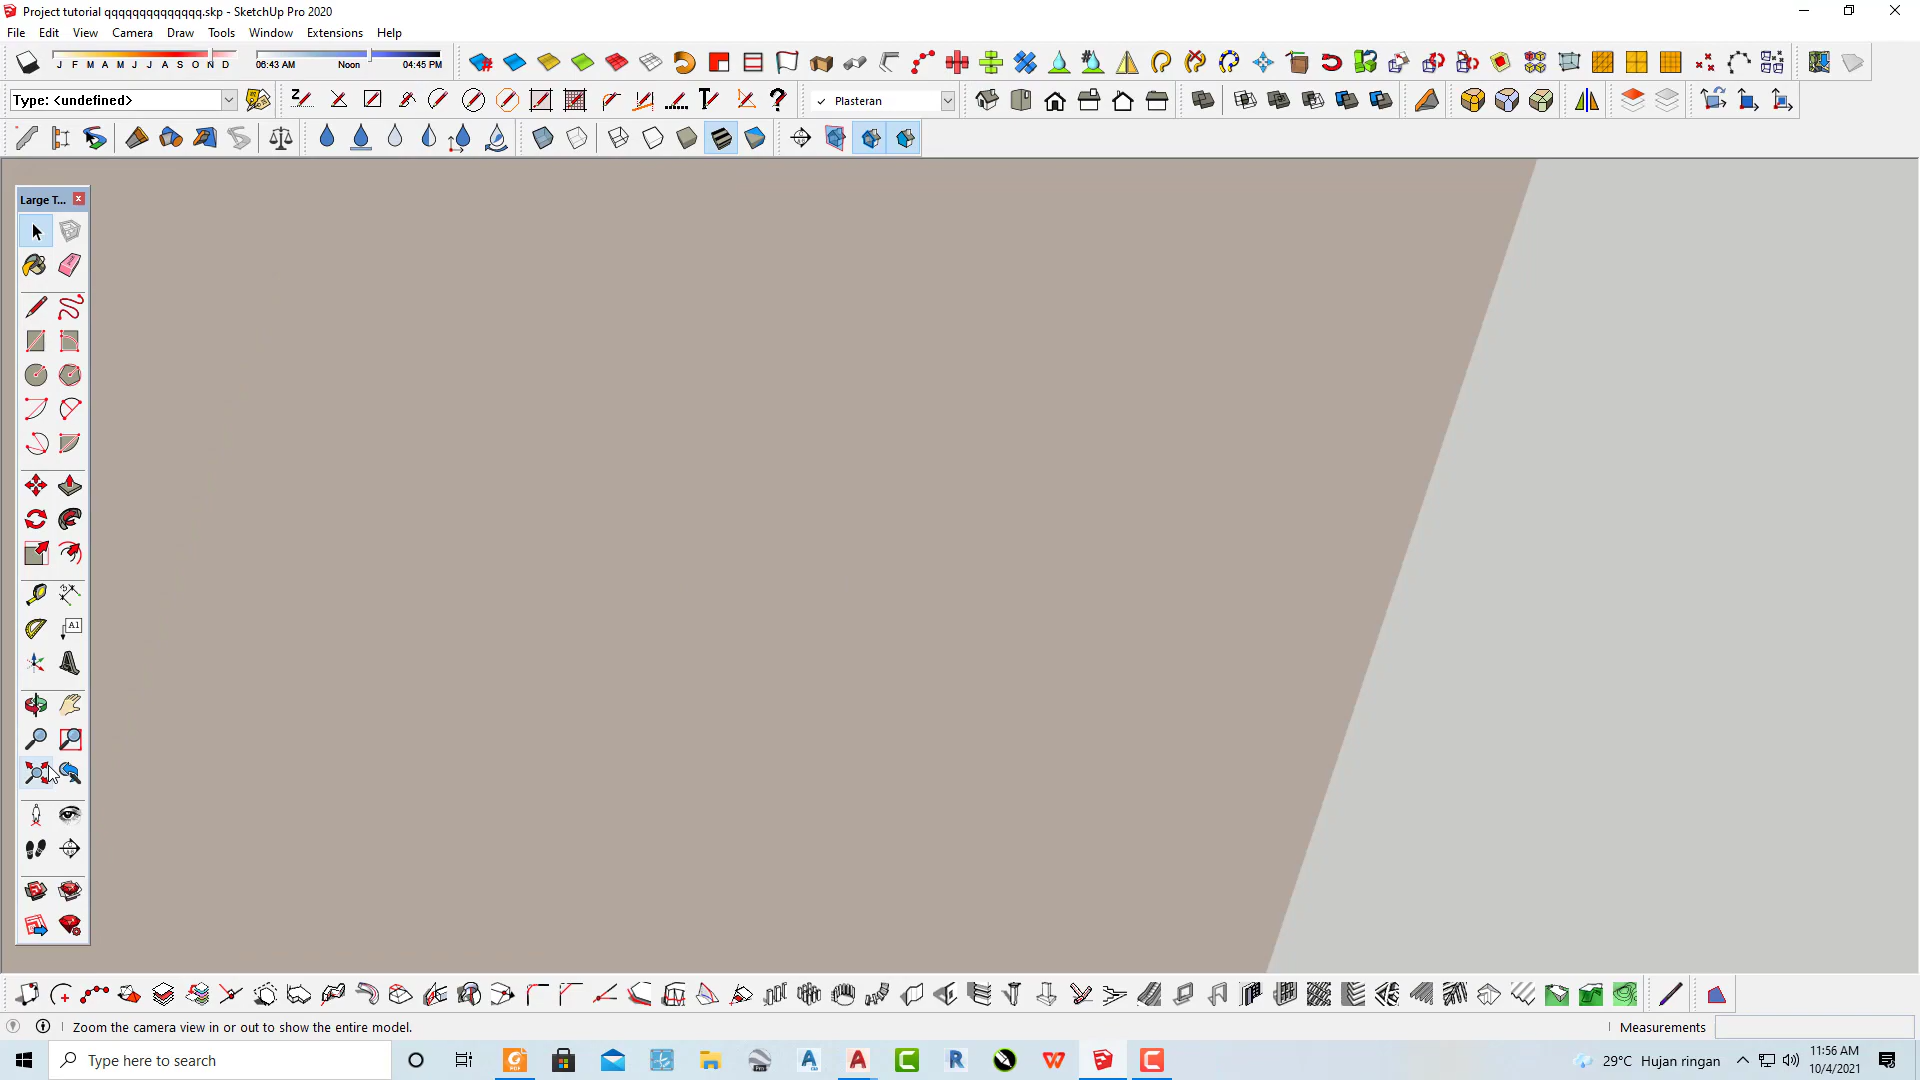 Project tutorial qqqqqqqqqqqqqq.skp - SketchUp Pro 2020
File Edit View Camera Draw Tools Window Extensions Help
J F M A M J J A S O N D
06:43 AM Noon 04:45 PM
Type: <undefined>
✓ Plasteran
Large T...
A1
Zoom the camera view in or out to show the entire model.
Measurements
Type here to search
29°C Hujan ringan
11:56 AM
10/4/2021